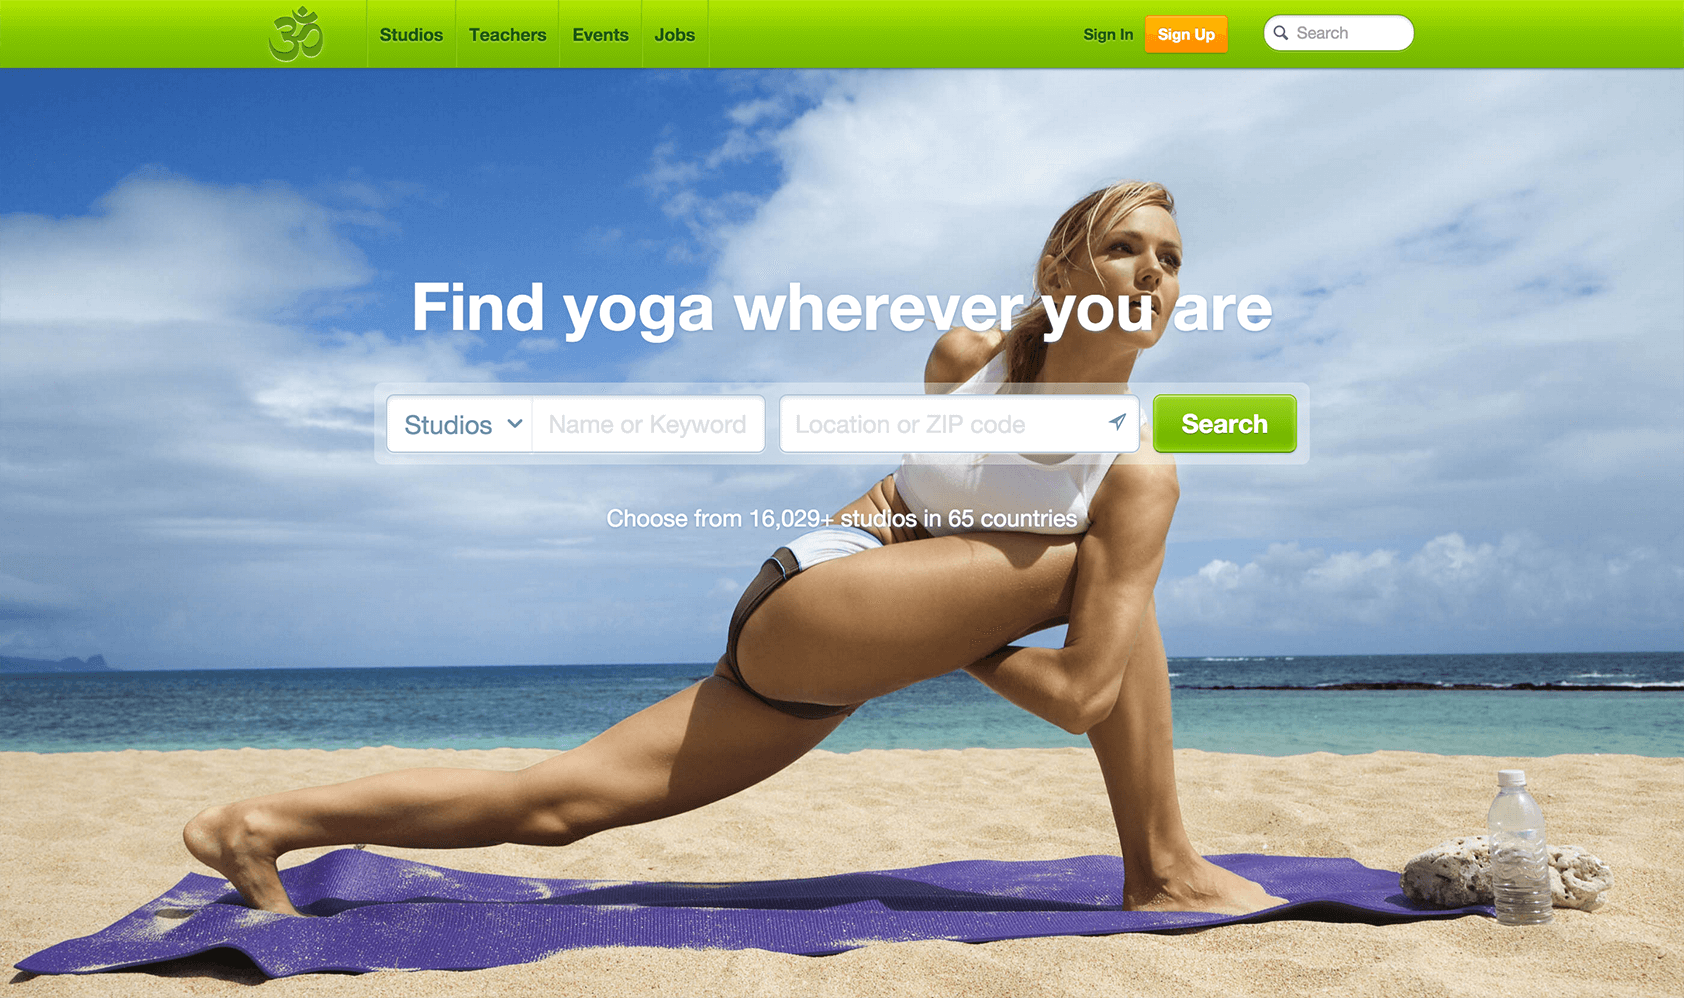 ॐ
Studios
Teachers
Events
Jobs
Sign In
Sign Up
Search
Find yoga wherever you are
Studios
Name or Keyword
Location or ZIP code
Search
Choose from 16,029+ studios in 65 countries